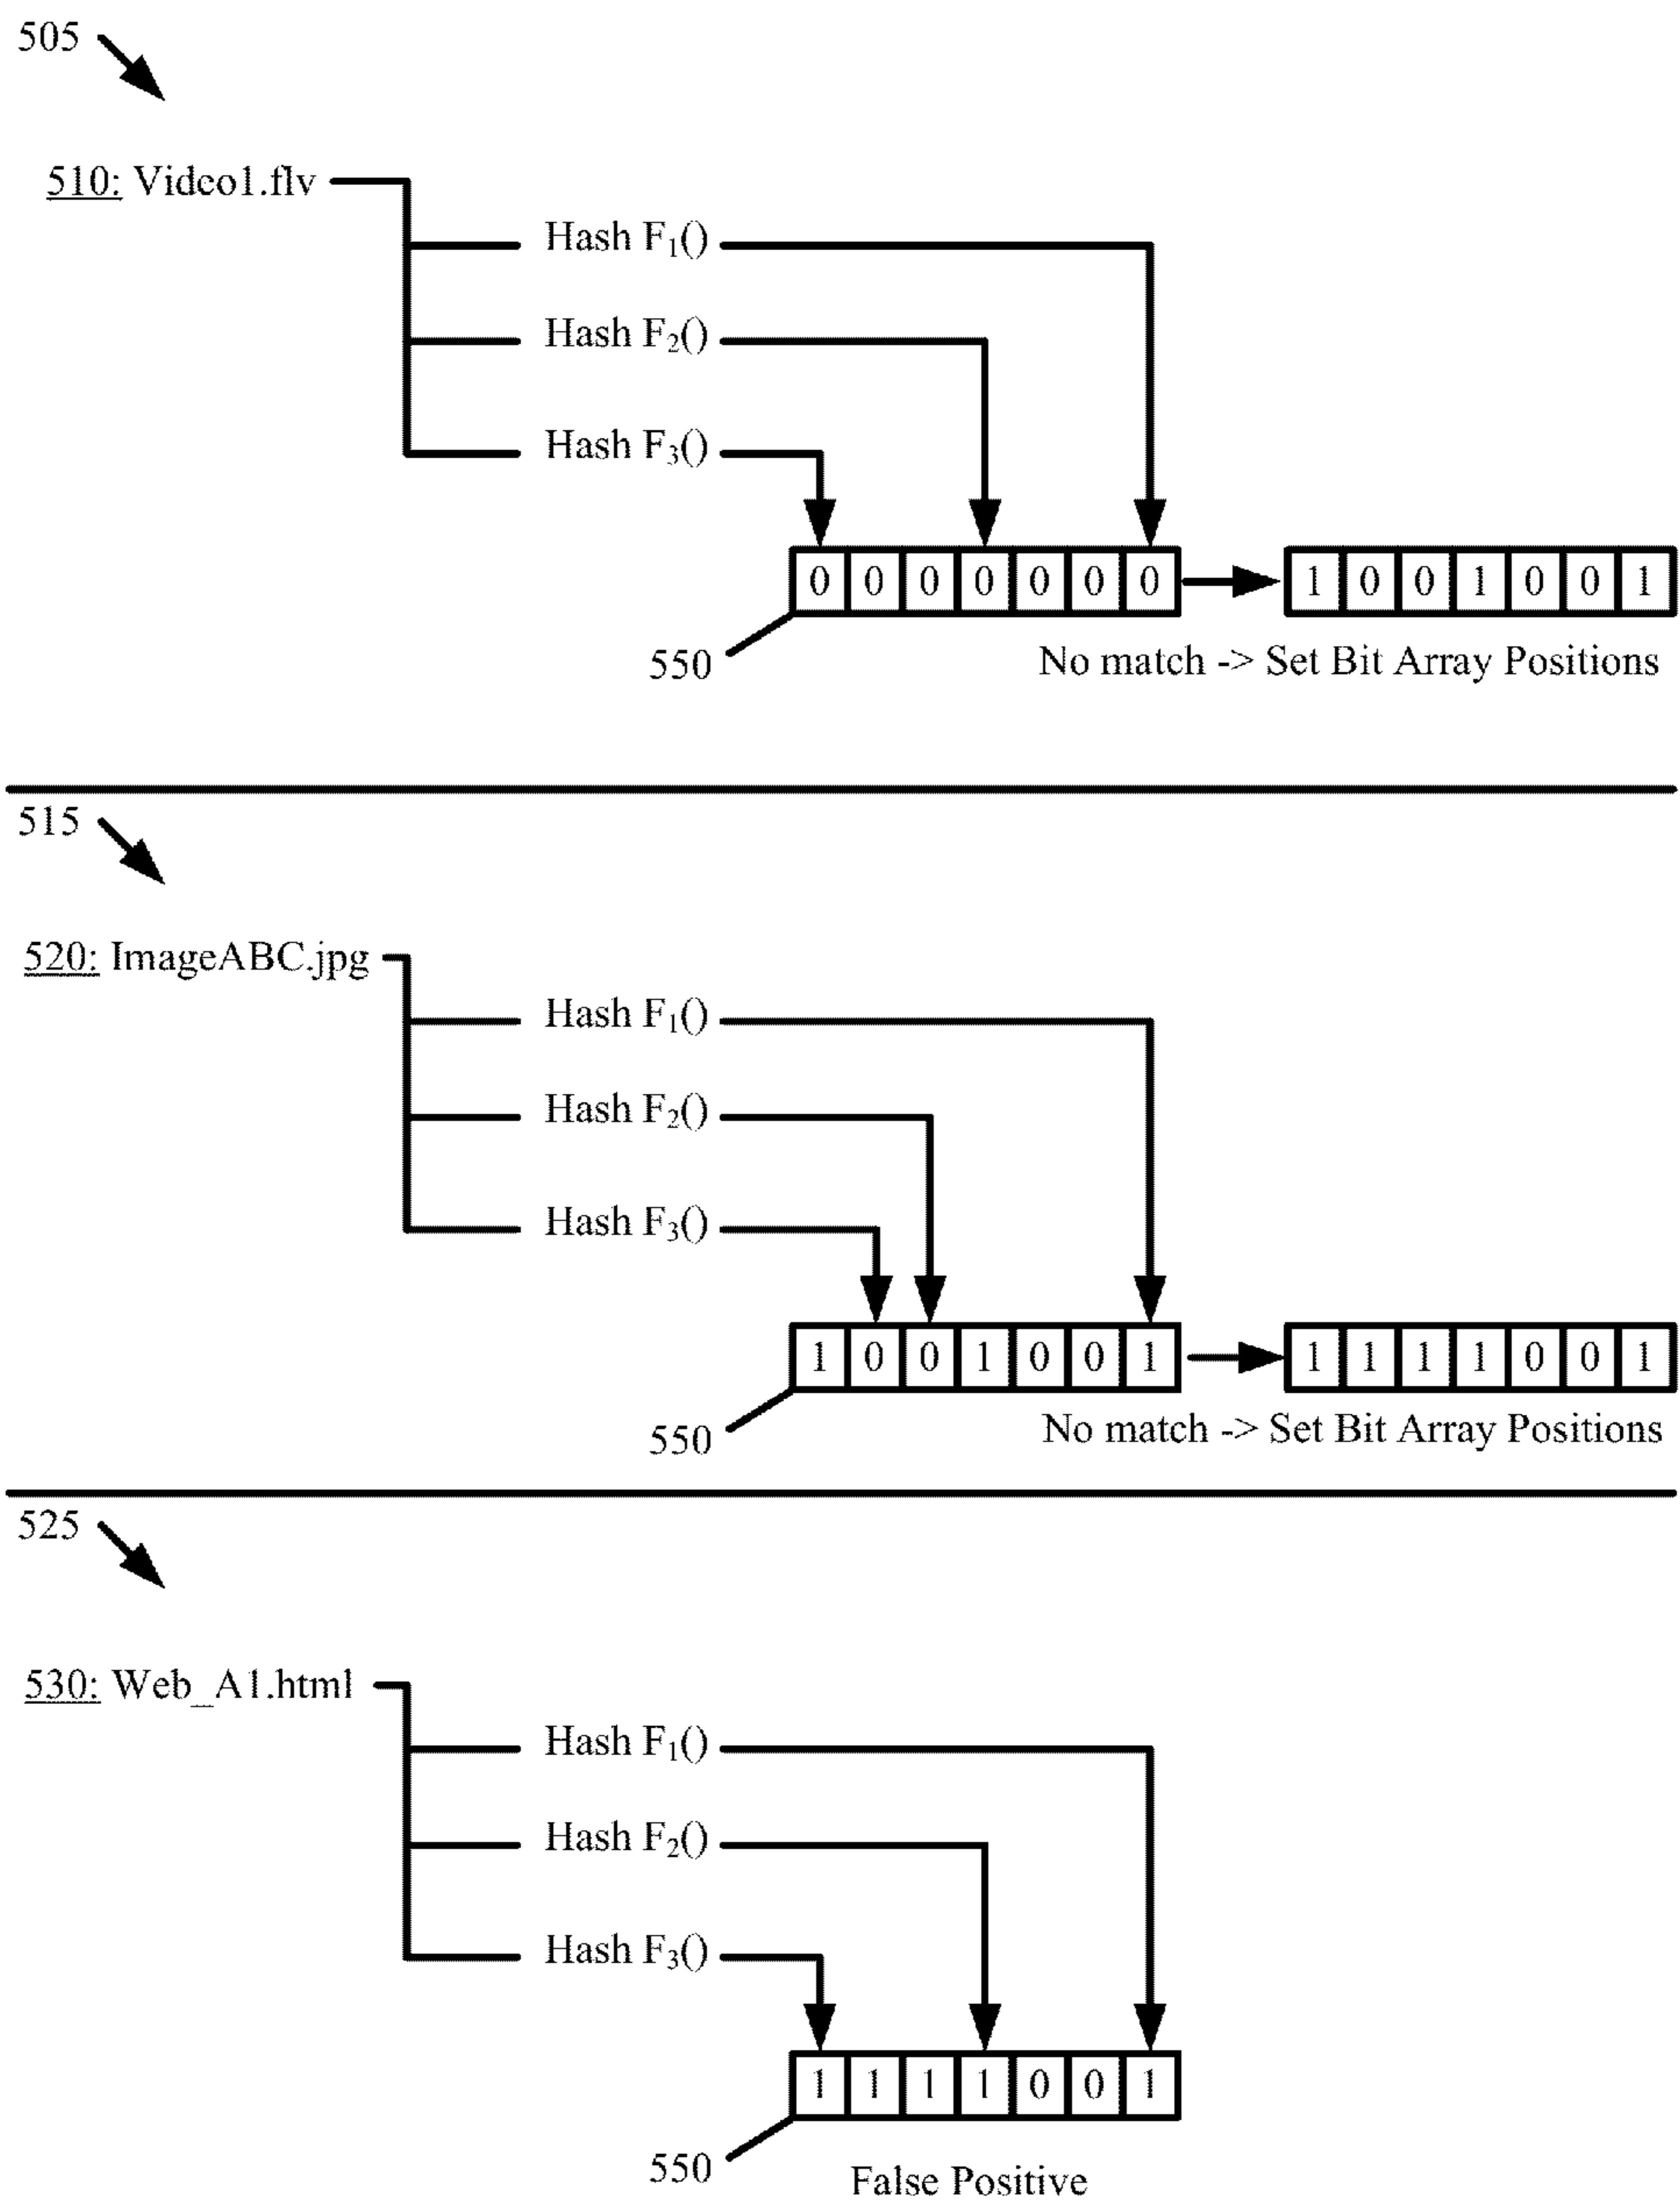 505
510: Video1.flv
Hash F₁()
Hash F₂()
Hash F₃()
0 0 0 0 0 0 0 1 0 0 1 0 0 1
550
No match -> Set Bit Array Positions
515
520: ImageABC.jpg
Hash F₁()
Hash F₂()
Hash F₃()
1 0 0 1 0 0 1 1 1 1 1 0 0 1
550
No match -> Set Bit Array Positions
525
530: Web_A1.html
Hash F₁()
Hash F₂()
Hash F₃()
1 1 1 1 0 0 1
550
False Positive